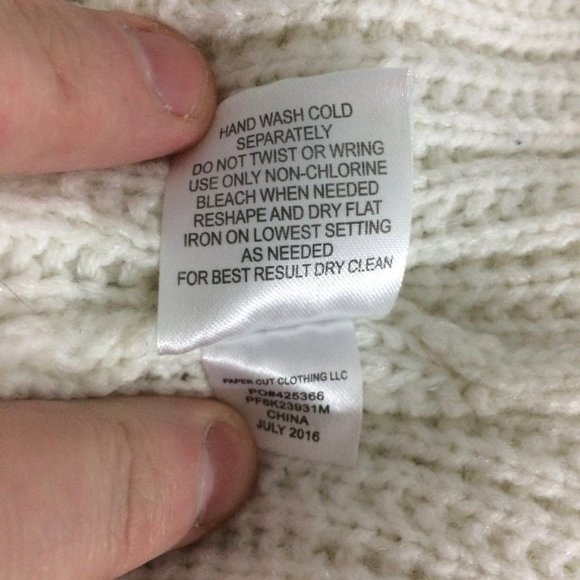 HAND WASH COLD
SEPARATELY
DO NOT TWIST OR WRING
USE ONLY NON-CHLORINE
BLEACH WHEN NEEDED
RESHAPE AND DRY FLAT
IRON ON LOWEST SETTING
AS NEEDED
FOR BEST RESULT DRY CLEAN
PAPER CUT CLOTHING LLC
PO#425366
PF6K23931M
CHINA
JULY 2016